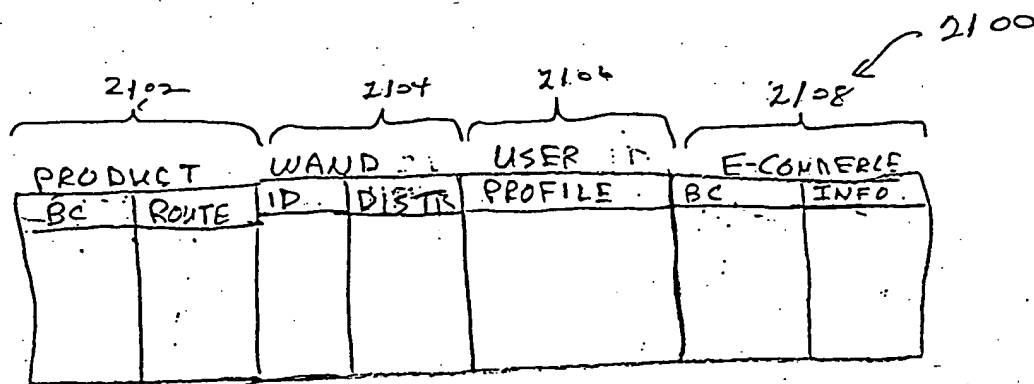 2100
2102 2104 2106 2108
PRODUCT WAND USER E-COMMERCE
BC ROUTE ID DISTR PROFILE BC INFO